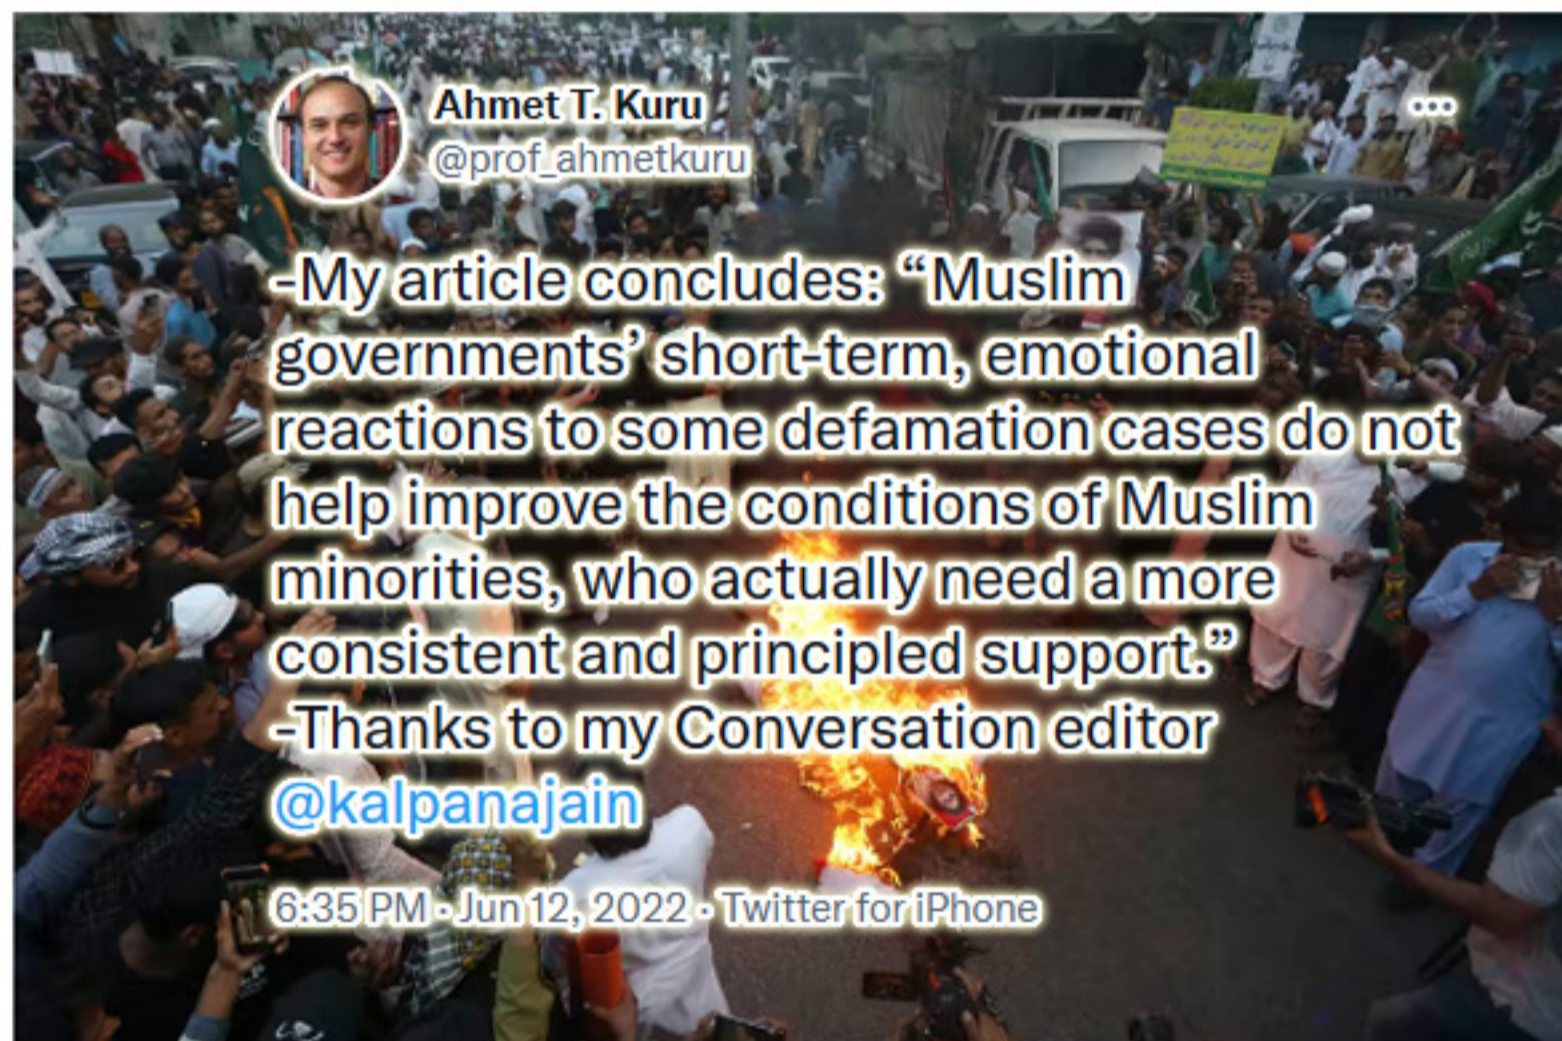 Ahmet T. Kuru
@prof_ahmetkuru
-My article concludes: “Muslim
governments’ short-term, emotional
reactions to some defamation cases do not
help improve the conditions of Muslim
minorities, who actually need a more
consistent and principled support.”
-Thanks to my Conversation editor
@kalpanajain
6:35 PM · Jun 12, 2022 · Twitter for iPhone